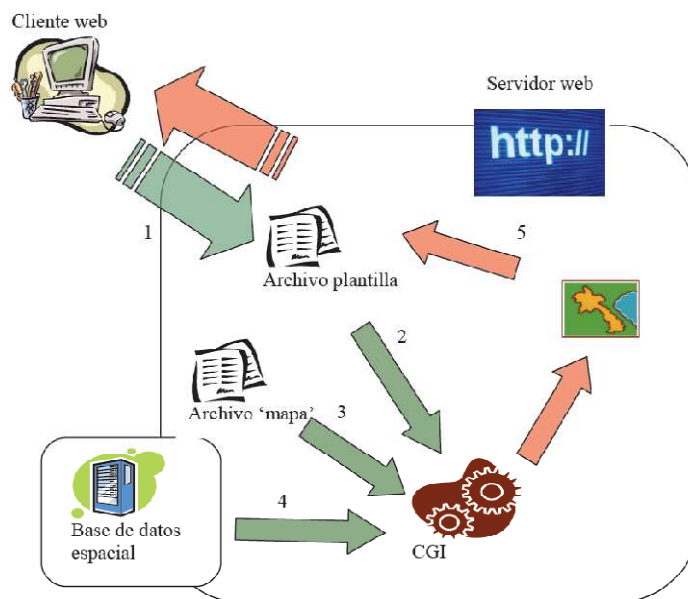 Cliente web
Servidor web
http://
1
5
Archivo plantilla
2
Archivo ‘mapa’
3
4
Base de datos
espacial
CGI